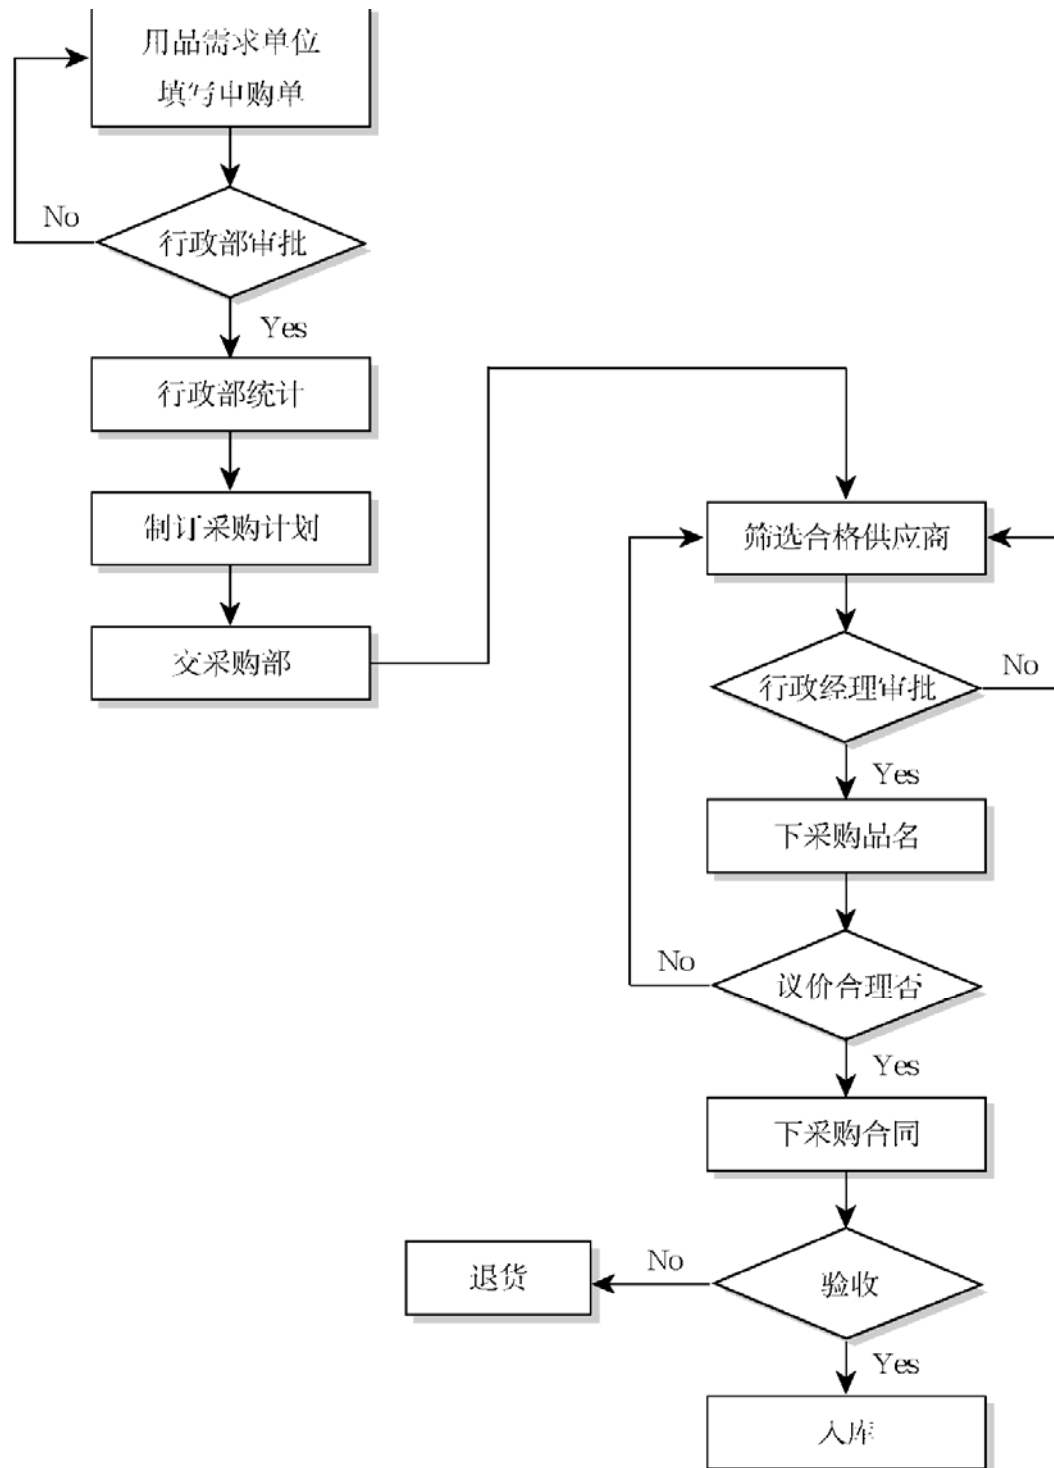 用品需求单位
填写申购单
No
行政部审批
Yes
行政部统计
制订采购计划
交采购部
筛选合格供应商
行政经理审批
No
Yes
下采购品名
No
议价合理否
Yes
下采购合同
退货
No
验收
Yes
入库